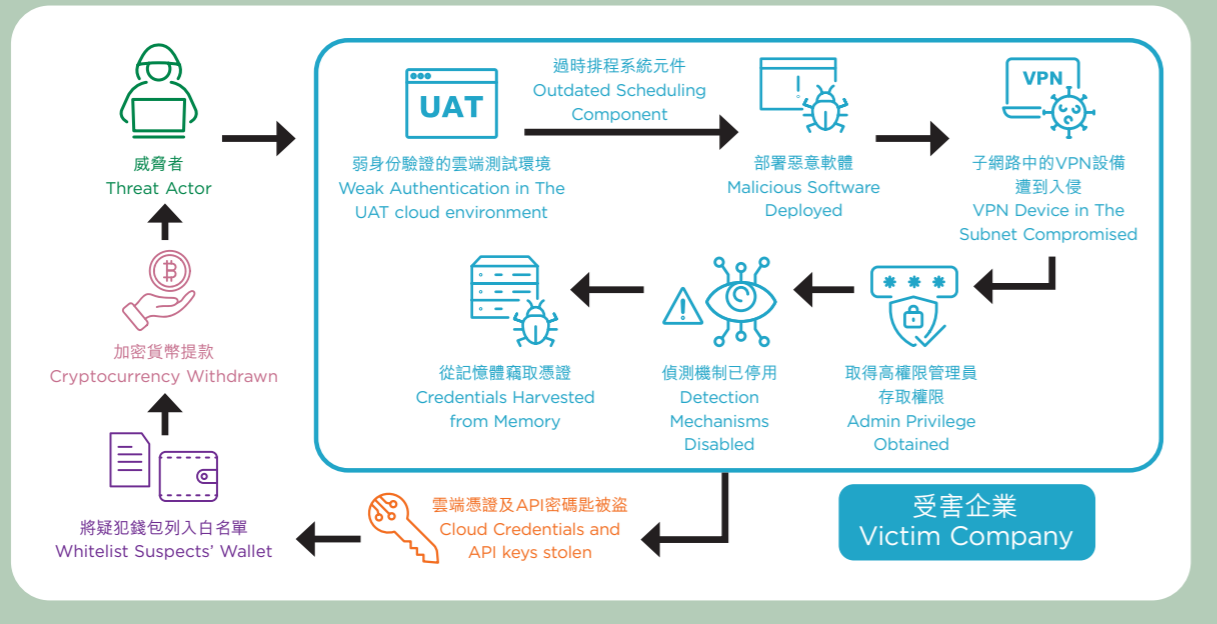 威脅者
Threat Actor
UAT
弱身份驗證的雲端測試環境
Weak Authentication in The
UAT cloud environment
過時排程系統元件
Outdated Scheduling
Component
部署惡意軟體
Malicious Software
Deployed
VPN
子網路中的VPN設備
遭到入侵
VPN Device in The
Subnet Compromised
取得高權限管理員
存取權限
Admin Privilege
Obtained
偵測機制已停用
Detection
Mechanisms
Disabled
從記憶體竊取憑證
Credentials Harvested
from Memory
受害企業
Victim Company
雲端憑證及API密碼匙被盜
Cloud Credentials and
API keys stolen
將疑犯錢包列入白名單
Whitelist Suspects' Wallet
加密貨幣提款
Cryptocurrency Withdrawn